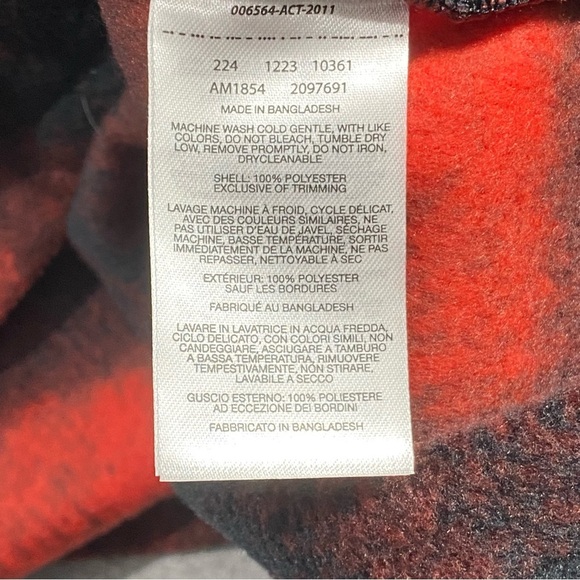 006564-ACT-2011
224 1223 10361
AM1854 2097691
MADE IN BANGLADESH
MACHINE WASH COLD GENTLE, WITH LIKE
COLORS, DO NOT BLEACH, TUMBLE DRY
LOW, REMOVE PROMPTLY, DO NOT IRON,
DRYCLEANABLE
SHELL: 100% POLYESTER
EXCLUSIVE OF TRIMMING
LAVAGE MACHINE À FROID, CYCLE DÉLICAT,
AVEC DES COULEURS SIMILAIRES, NE
PAS UTILISER D'EAU DE JAVEL, SÉCHAGE
MACHINE, BASSE TEMPÉRATURE, SORTIR
IMMÉDIATEMENT DE LA MACHINE, NE PAS
REPASSER, NETTOYABLE À SEC
EXTÉRIEUR: 100% POLYESTER
SAUF LES BORDURES
FABRIQUÉ AU BANGLADESH
LAVARE IN LAVATRICE IN ACQUA FREDDA,
CICLO DELICATO, CON COLORI SIMILI, NON
CANDEGGIARE, ASCIUGARE A TAMBURO
A BASSA TEMPERATURA, RIMUOVERE
TEMPESTIVAMENTE, NON STIRARE,
LAVABILE A SECCO
GUSCIO ESTERNO: 100% POLIESTERE
AD ECCEZIONE DEI BORDINI
FABBRICATO IN BANGLADESH